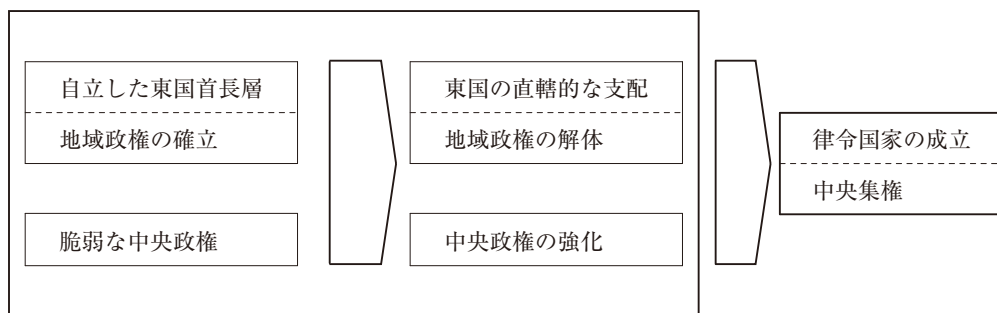 自立した東国首長層
地域政権の確立
脆弱な中央政権
東国の直轄的な支配
地域政権の解体
中央政権の強化
律令国家の成立
中央集権